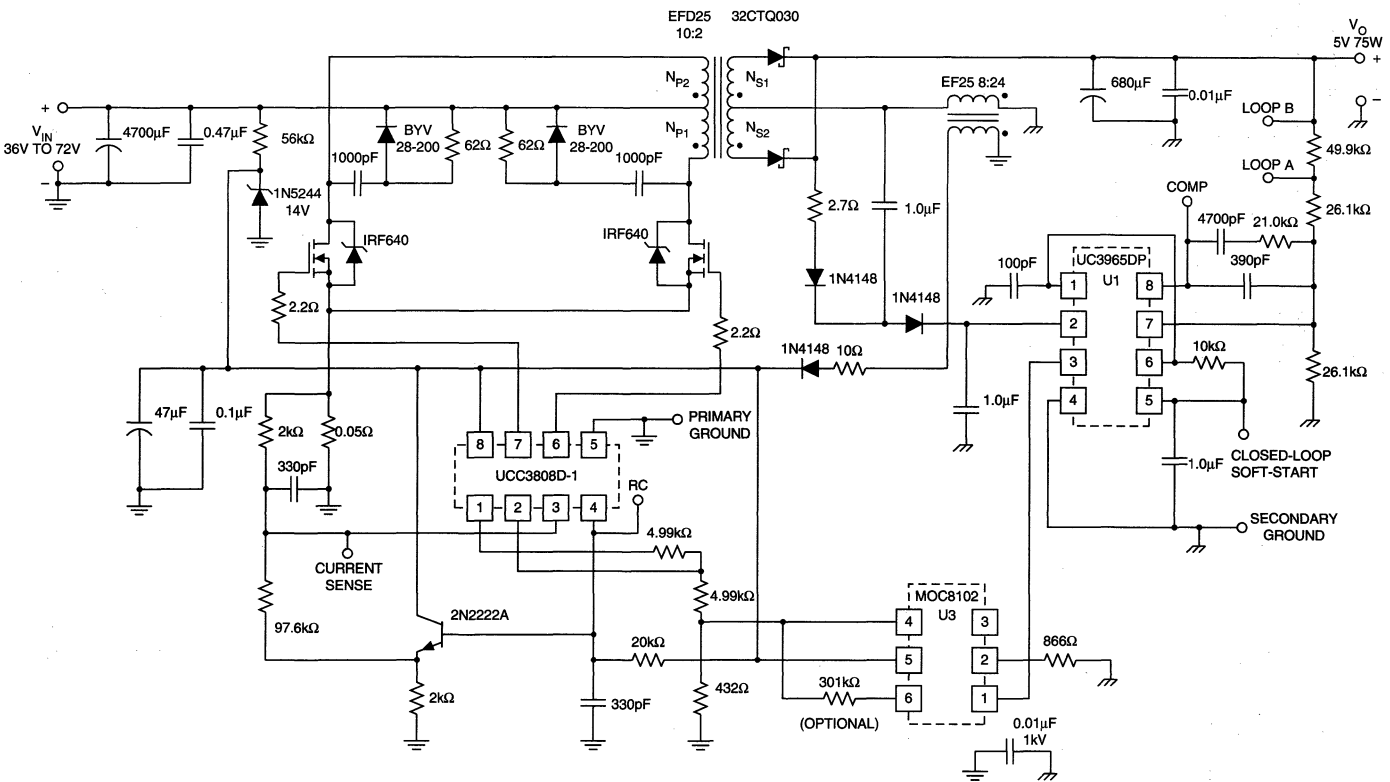 EFD25
10:2
32CTQ030
V_O
5V 75W
+
−
N_P2
N_P1
N_S1
N_S2
EF25 8:24
680µF
0.01µF
LOOP B
49.9kΩ
LOOP A
26.1kΩ
+
V_IN
36V TO 72V
−
4700µF
0.47µF
56kΩ
1N5244
14V
BYV
28-200
62Ω
62Ω
BYV
28-200
1000pF
1000pF
2.7Ω
1.0µF
COMP
4700pF
21.0kΩ
390pF
IRF640
IRF640
1N4148
1N4148
100pF
UC3965DP
U1
1
2
3
4
8
7
6
5
10kΩ
26.1kΩ
2.2Ω
2.2Ω
1N4148
10Ω
1.0µF
1.0µF
CLOSED-LOOP
SOFT-START
SECONDARY
GROUND
47µF
0.1µF
2kΩ
0.05Ω
330pF
PRIMARY
GROUND
8
7
6
5
UCC3808D-1
1
2
3
4
RC
CURRENT
SENSE
4.99kΩ
4.99kΩ
97.6kΩ
2N2222A
2kΩ
20kΩ
330pF
432Ω
301kΩ
(OPTIONAL)
MOC8102
U3
4
5
6
3
2
1
866Ω
0.01µF
1kV